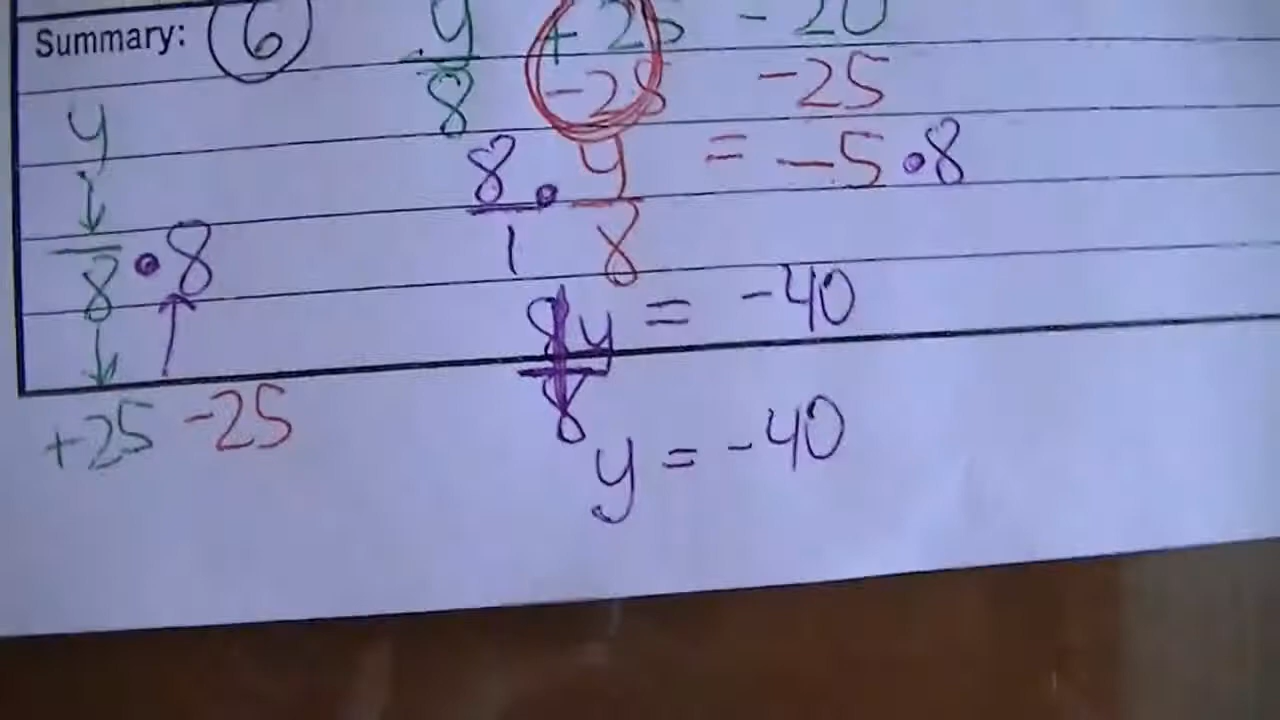 Summary: 6
y/8 + 25 - 20
-25 -25
8/1 • y/8 = -5 • 8
8y/8 = -40
y = -40
y
8 • 8
+25 -25